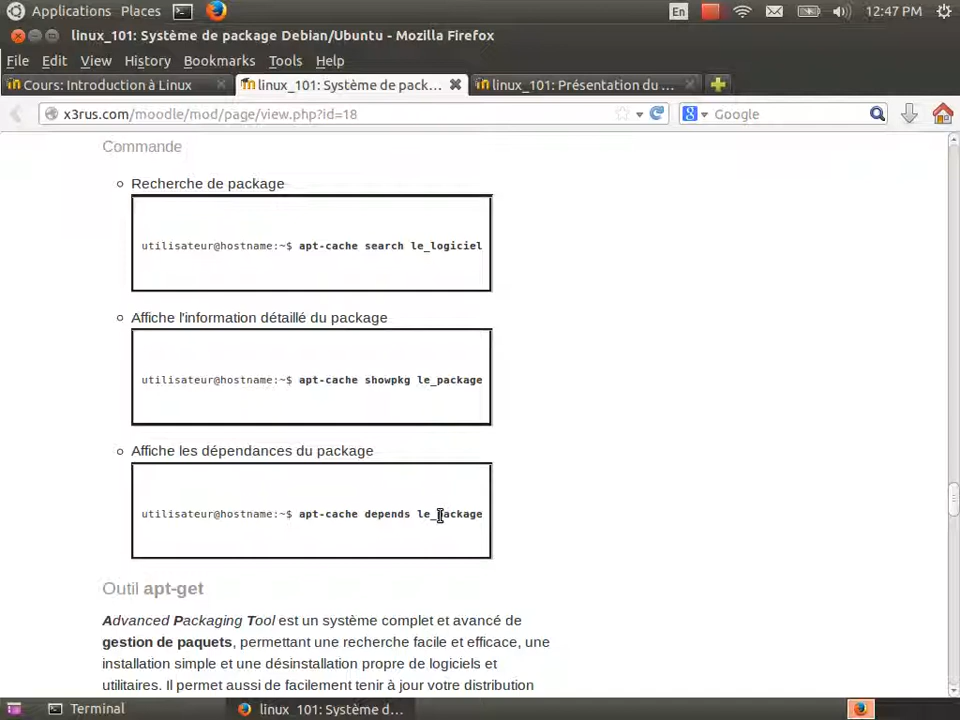 Applications Places En 12:47 PM
linux_101: Système de package Debian/Ubuntu - Mozilla Firefox
File Edit View History Bookmarks Tools Help
Cours: Introduction à Linux linux_101: Système de pack... linux_101: Présentation du ...
x3rus.com/moodle/mod/page/view.php?id=18 Google
Commande
Recherche de package
utilisateur@hostname:~$ apt-cache search le_logiciel
Affiche l'information détaillé du package
utilisateur@hostname:~$ apt-cache showpkg le_package
Affiche les dépendances du package
utilisateur@hostname:~$ apt-cache depends le_package
Outil apt-get
Advanced Packaging Tool est un système complet et avancé de
gestion de paquets, permettant une recherche facile et efficace, une
installation simple et une désinstallation propre de logiciels et
utilitaires. Il permet aussi de facilement tenir à jour votre distribution
Terminal linux_101: Système d...